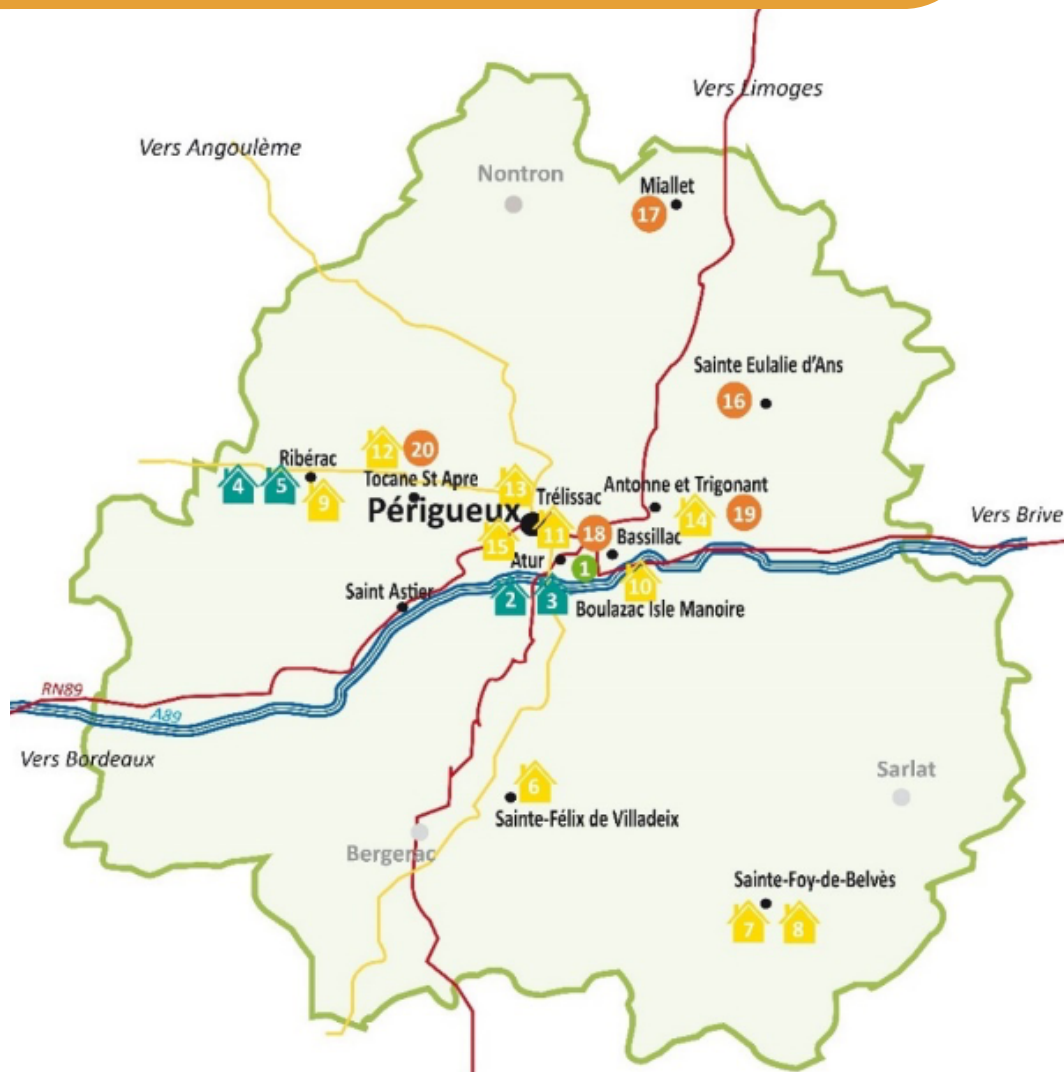 Vers Limoges
Vers Angoulême
Nontron
Miallet
17
Sainte Eulalie d'Ans
16
12
20
Ribérac
4
5
9
Tocane St Apre
13
Antonne et Trigonant
Trélissac
Périgueux
14
19
Vers Brive
11
18
15
Bassillac
Atur
1
10
Saint Astier
2
3
Boulazac Isle Manoire
RN89
A89
Vers Bordeaux
Sarlat
6
Sainte-Félix de Villadeix
Bergerac
Sainte-Foy-de-Belvès
7
8